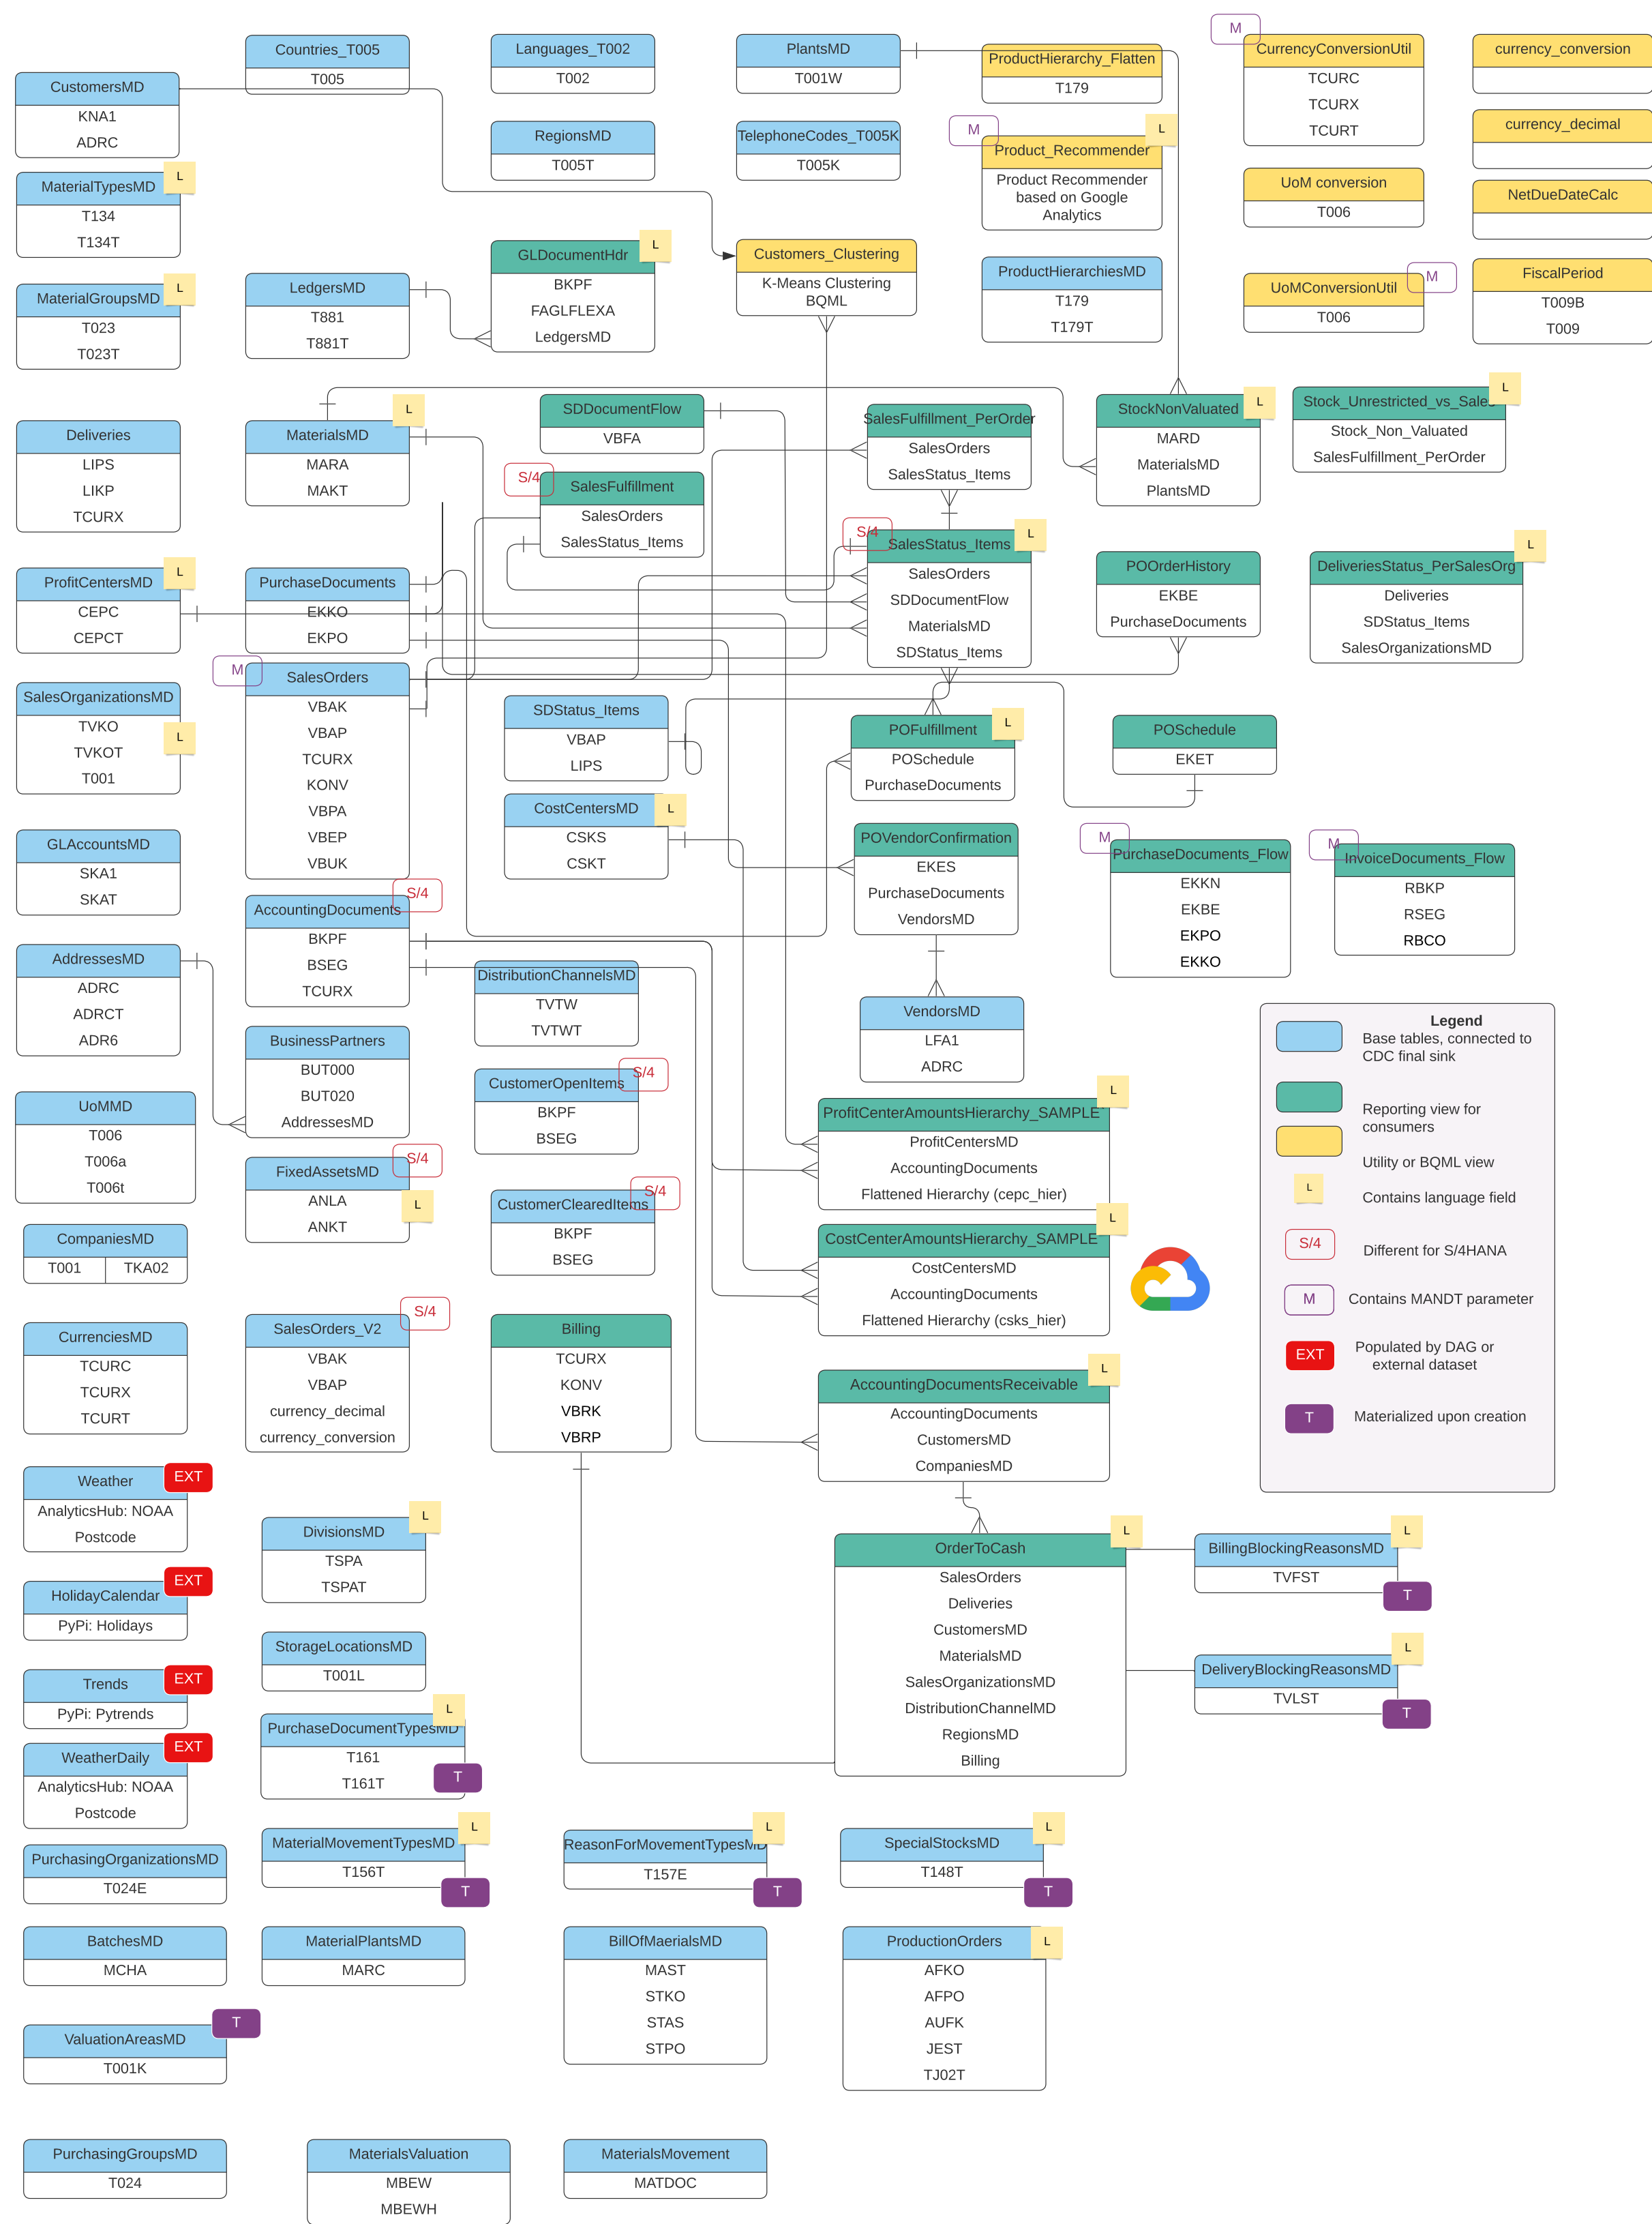 CustomersMD
KNA1
ADRC
Countries_T005
T005
Languages_T002
T002
PlantsMD
T001W
ProductHierarchy_Flatten
T179
M
CurrencyConversionUtil
TCURC
TCURX
TCURT
currency_conversion
RegionsMD
T005T
TelephoneCodes_T005K
T005K
M
L
Product_Recommender
Product Recommender
based on Google
Analytics
currency_decimal
UoM conversion
T006
NetDueDateCalc
MaterialTypesMD
L
T134
T134T
MaterialGroupsMD
L
T023
T023T
LedgersMD
T881
T881T
GLDocumentHdr
L
BKPF
FAGLFLEXA
LedgersMD
Customers_Clustering
K-Means Clustering
BQML
ProductHierarchiesMD
T179
T179T
UoMConversionUtil
M
T006
FiscalPeriod
T009B
T009
Deliveries
LIPS
LIKP
TCURX
MaterialsMD
L
MARA
MAKT
SDDocumentFlow
VBFA
SalesFulfillment_PerOrder
SalesOrders
SalesStatus_Items
StockNonValuated
L
MARD
MaterialsMD
PlantsMD
Stock_Unrestricted_vs_Sales
L
Stock_Non_Valuated
SalesFulfillment_PerOrder
S/4
SalesFulfillment
SalesOrders
SalesStatus_Items
S/4
SalesStatus_Items
L
SalesOrders
SDDocumentFlow
MaterialsMD
SDStatus_Items
POOrderHistory
EKBE
PurchaseDocuments
DeliveriesStatus_PerSalesOrg
L
Deliveries
SDStatus_Items
SalesOrganizationsMD
ProfitCentersMD
L
CEPC
CEPCT
PurchaseDocuments
EKKO
EKPO
M
SalesOrders
VBAK
VBAP
TCURX
KONV
VBPA
VBEP
VBUK
SalesOrganizationsMD
TVKO
L
TVKOT
T001
SDStatus_Items
VBAP
LIPS
POFulfillment
L
POSchedule
PurchaseDocuments
POSchedule
EKET
CostCentersMD
L
CSKS
CSKT
GLAccountsMD
SKA1
SKAT
POVendorConfirmation
EKES
PurchaseDocuments
VendorsMD
M
PurchaseDocuments_Flow
EKKN
EKBE
EKPO
EKKO
M
InvoiceDocuments_Flow
RBKP
RSEG
RBCO
S/4
AccountingDocuments
BKPF
BSEG
TCURX
AddressesMD
ADRC
ADRCT
ADR6
DistributionChannelsMD
TVTW
TVTWT
VendorsMD
LFA1
ADRC
BusinessPartners
BUT000
BUT020
AddressesMD
CustomerOpenItems
S/4
BKPF
BSEG
UoMMD
T006
T006a
T006t
ProfitCenterAmountsHierarchy_SAMPLE
L
ProfitCentersMD
AccountingDocuments
Flattened Hierarchy (cepc_hier)
FixedAssetsMD
S/4
ANLA
L
ANKT
CustomerClearedItems
S/4
BKPF
BSEG
CostCenterAmountsHierarchy_SAMPLE
L
CostCentersMD
AccountingDocuments
Flattened Hierarchy (csks_hier)
Legend
Base tables, connected to
CDC final sink
Reporting view for
consumers
Utility or BQML view
L
Contains language field
S/4
Different for S/4HANA
M
Contains MANDT parameter
EXT
Populated by DAG or
external dataset
T
Materialized upon creation
CompaniesMD
T001
TKA02
CurrenciesMD
TCURC
TCURX
TCURT
SalesOrders_V2
S/4
VBAK
VBAP
currency_decimal
currency_conversion
Billing
TCURX
KONV
VBRK
VBRP
AccountingDocumentsReceivable
L
AccountingDocuments
CustomersMD
CompaniesMD
Weather
EXT
AnalyticsHub: NOAA
Postcode
HolidayCalendar
EXT
PyPi: Holidays
Trends
EXT
PyPi: Pytrends
WeatherDaily
EXT
AnalyticsHub: NOAA
Postcode
DivisionsMD
L
TSPA
TSPAT
StorageLocationsMD
T001L
PurchaseDocumentTypesMD
L
T161
T161T
T
OrderToCash
L
SalesOrders
Deliveries
CustomersMD
MaterialsMD
SalesOrganizationsMD
DistributionChannelMD
RegionsMD
Billing
BillingBlockingReasonsMD
L
TVFST
T
DeliveryBlockingReasonsMD
L
TVLST
T
PurchasingOrganizationsMD
T024E
MaterialMovementTypesMD
L
T156T
T
ReasonForMovementTypesMD
L
T157E
T
SpecialStocksMD
L
T148T
T
BatchesMD
MCHA
MaterialPlantsMD
MARC
BillOfMaerialsMD
MAST
STKO
STAS
STPO
ProductionOrders
L
AFKO
AFPO
AUFK
JEST
TJ02T
ValuationAreasMD
T
T001K
PurchasingGroupsMD
T024
MaterialsValuation
MBEW
MBEWH
MaterialsMovement
MATDOC